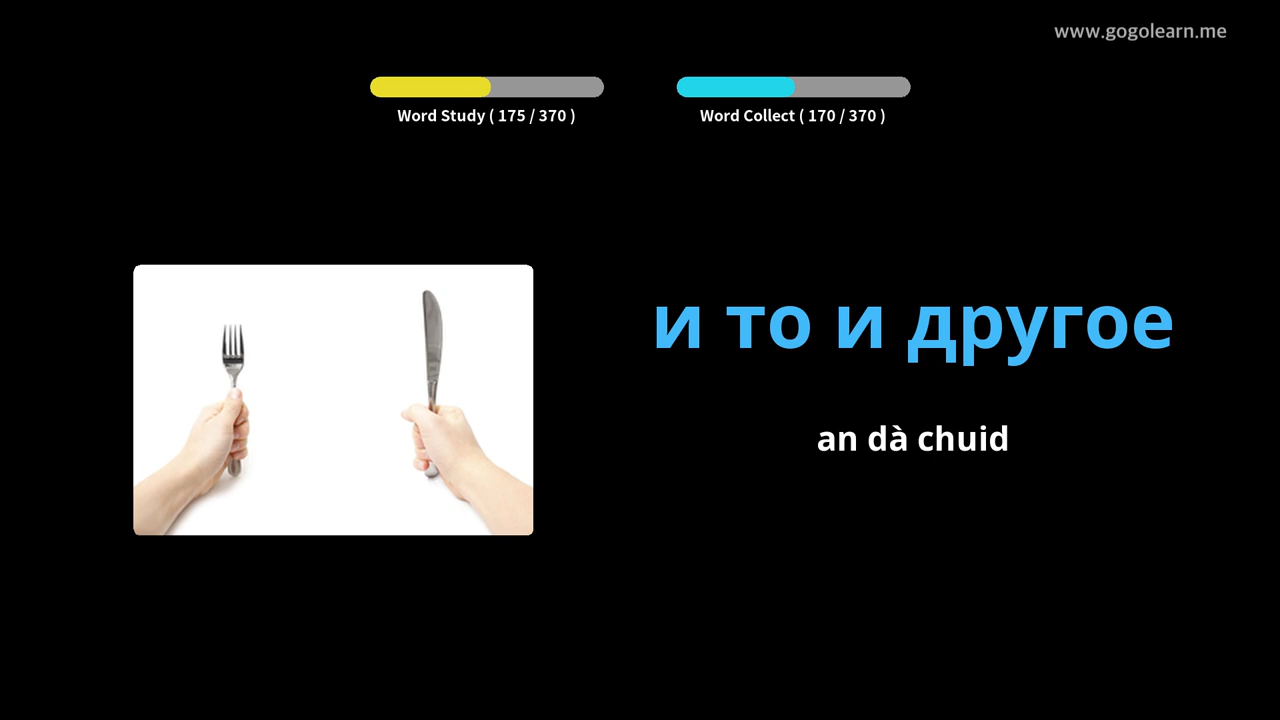 www.gogolearn.me
Word Study ( 175 / 370 )
Word Collect ( 170 / 370 )
и то и другое
an dà chuid